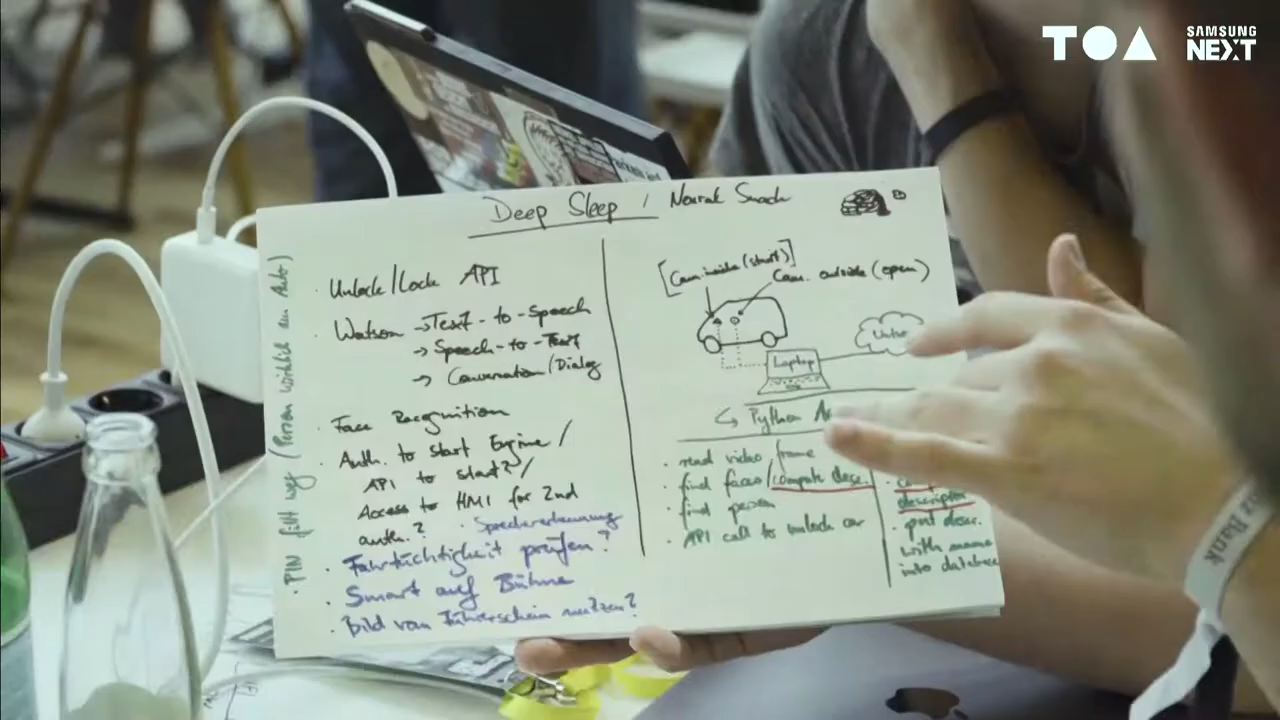 TOA
SAMSUNG
NEXT
Deep Sleep / Neural Snack
• PIN fällt weg (Person wirklich am Auto)
• Unlock/Lock API
• Watson → Text-to-Speech
→ Speech-to-Text
→ Conversation/Dialog
• Face Recognition
• Auth. to start Engine /
API to start? /
Access to HMI for 2nd
auth.?
• Spracherkennung
• Fahrtüchtigkeit prüfen?
• Smart auf Bühne
• Bild von Führerschein nutzen?
[Cam. inside (start)]
Cam. outside (open)
Laptop
↳ Python
• read video frame
• find faces / compute desc.
• find person
• API call to unlock car
descriptor
• put desc.
with name
into database
Bank